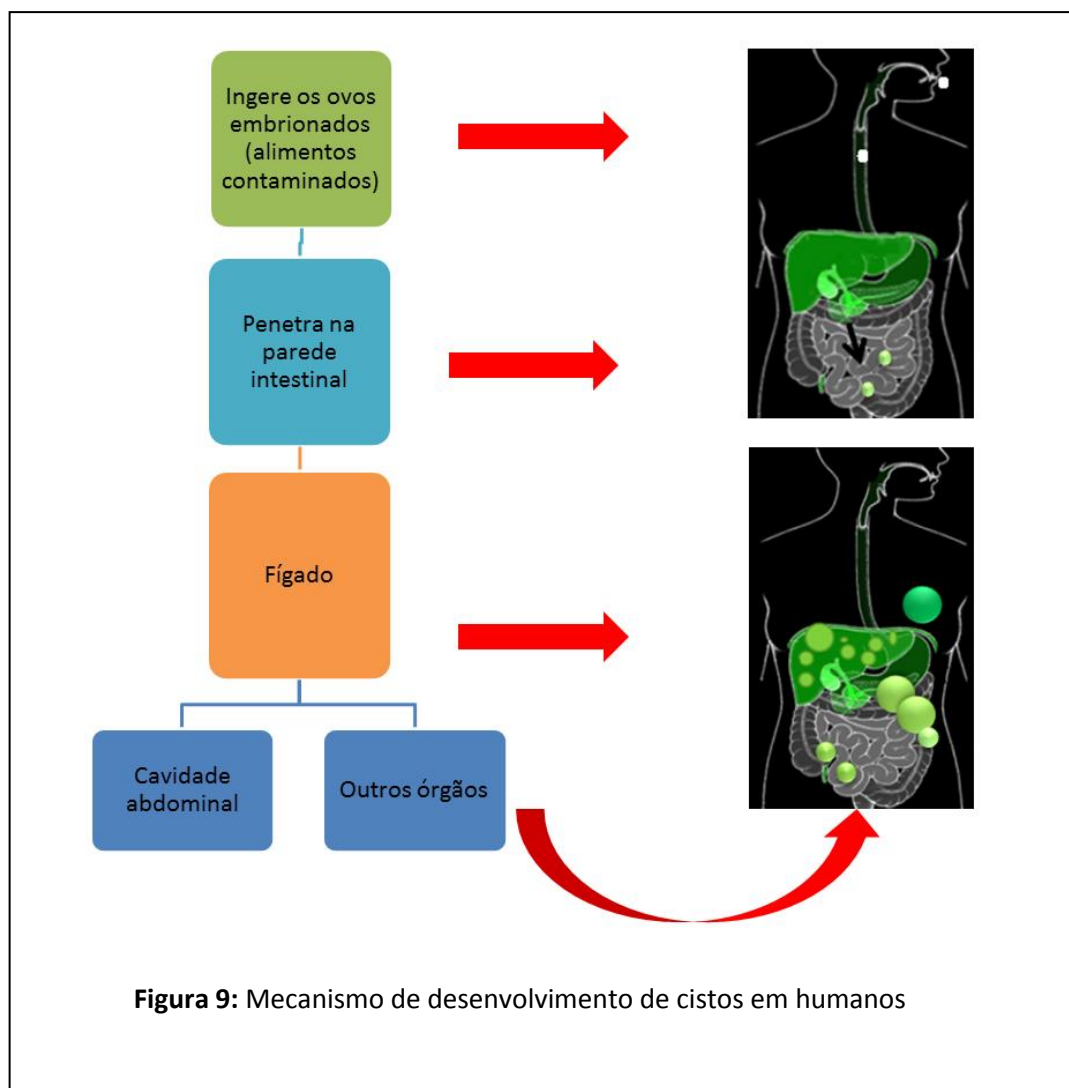 Ingere os ovos
embrionados
(alimentos
contaminados)
Penetra na
parede
intestinal
Fígado
Cavidade
abdominal
Outros órgãos
Figura 9: Mecanismo de desenvolvimento de cistos em humanos